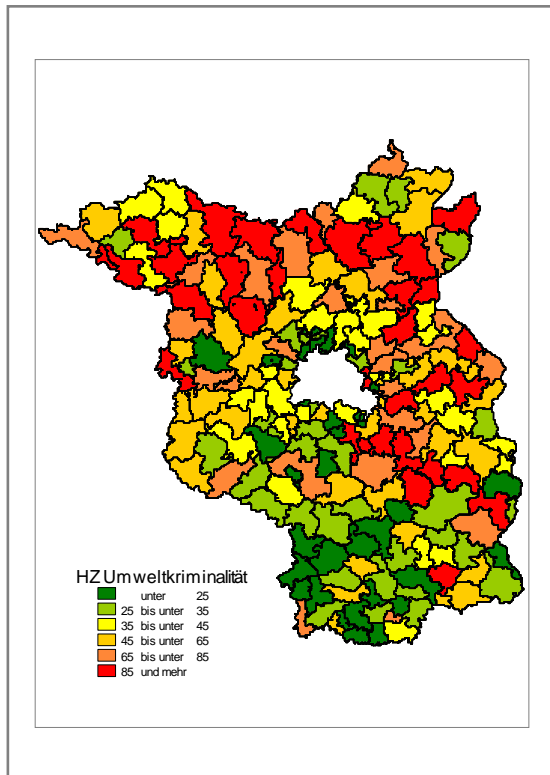 HZ Umweltkriminalität
unter 25
25 bis unter 35
35 bis unter 45
45 bis unter 65
65 bis unter 85
85 und mehr